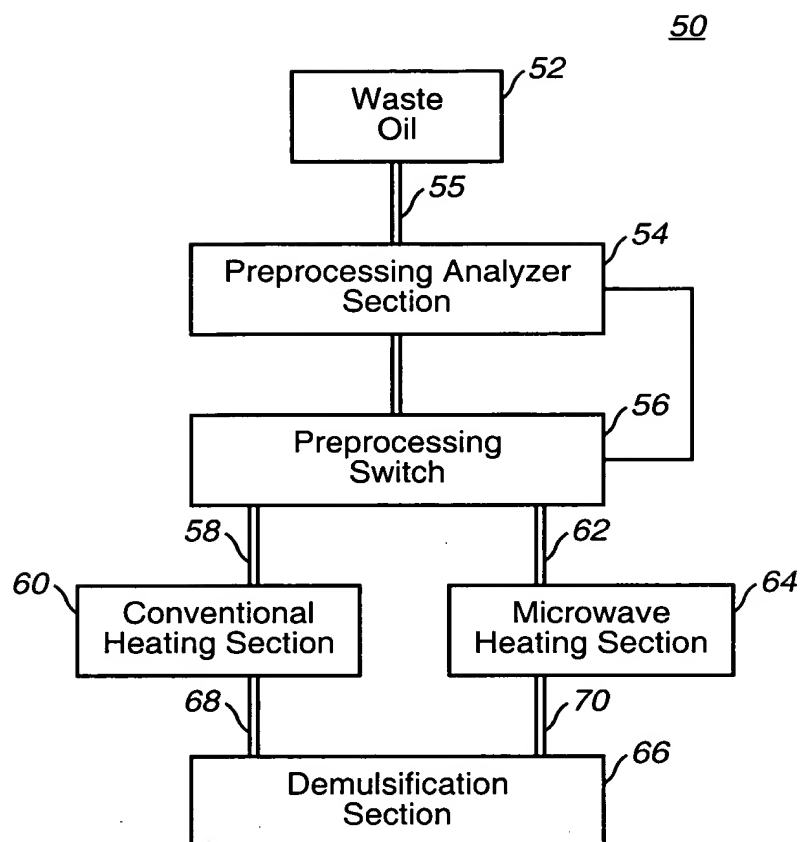 50
52
Waste
Oil
55
54
Preprocessing Analyzer
Section
56
Preprocessing
Switch
58
62
60
Conventional
Heating Section
Microwave
Heating Section
64
68
70
66
Demulsification
Section